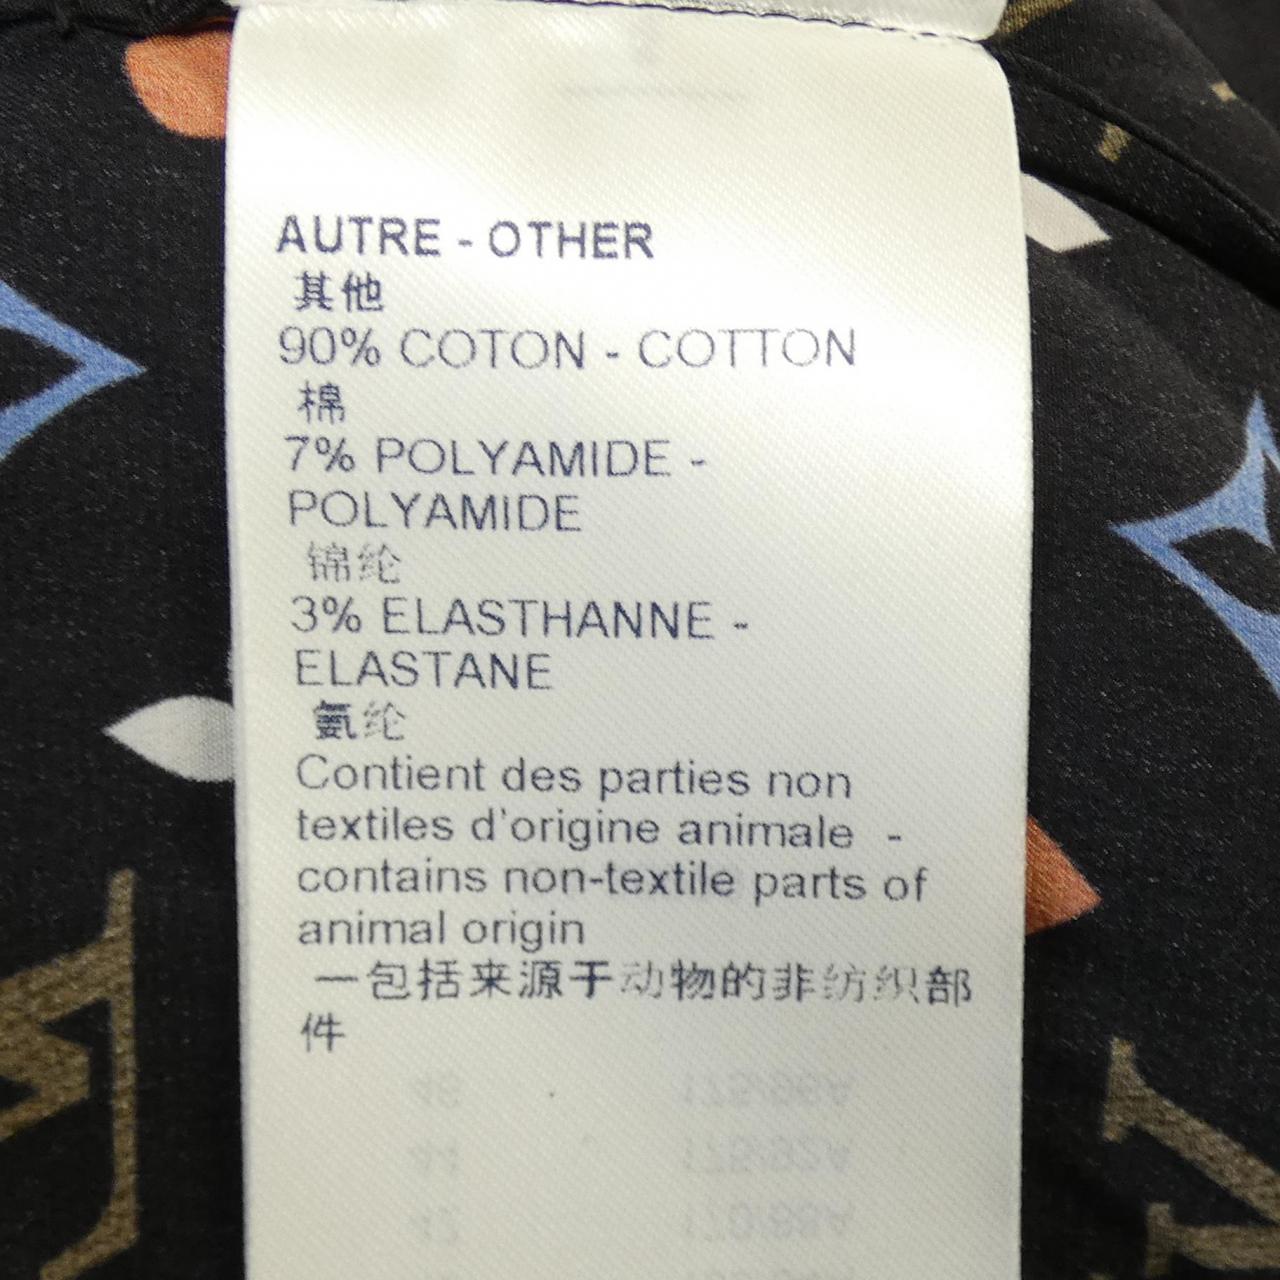 AUTRE - OTHER
其他
90% COTON - COTTON
棉
7% POLYAMIDE -
POLYAMIDE
锦纶
3% ELASTHANNE -
ELASTANE
氨纶
Contient des parties non
textiles d'origine animale -
contains non-textile parts of
animal origin
一包括来源于动物的非纺织部
件